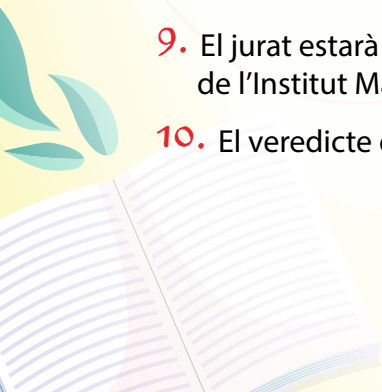 9. El jurat estarà
de l’Institut M
10. El veredicte